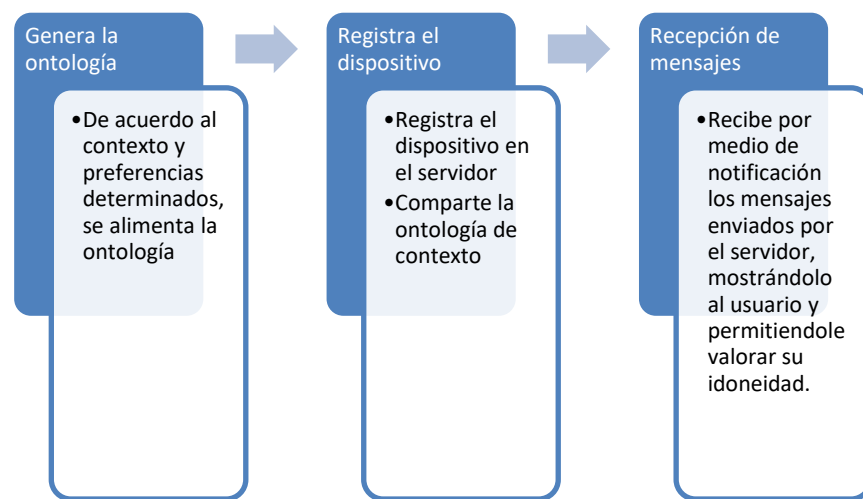 Genera la
ontología
•De acuerdo al
contexto y
preferencias
determinados,
se alimenta la
ontología
Registra el
dispositivo
•Registra el
dispositivo en
el servidor
•Comparte la
ontología de
contexto
Recepción de
mensajes
•Recibe por
medio de
notificación
los mensajes
enviados por
el servidor,
mostrándolo
al usuario y
permitiendole
valorar su
idoneidad.